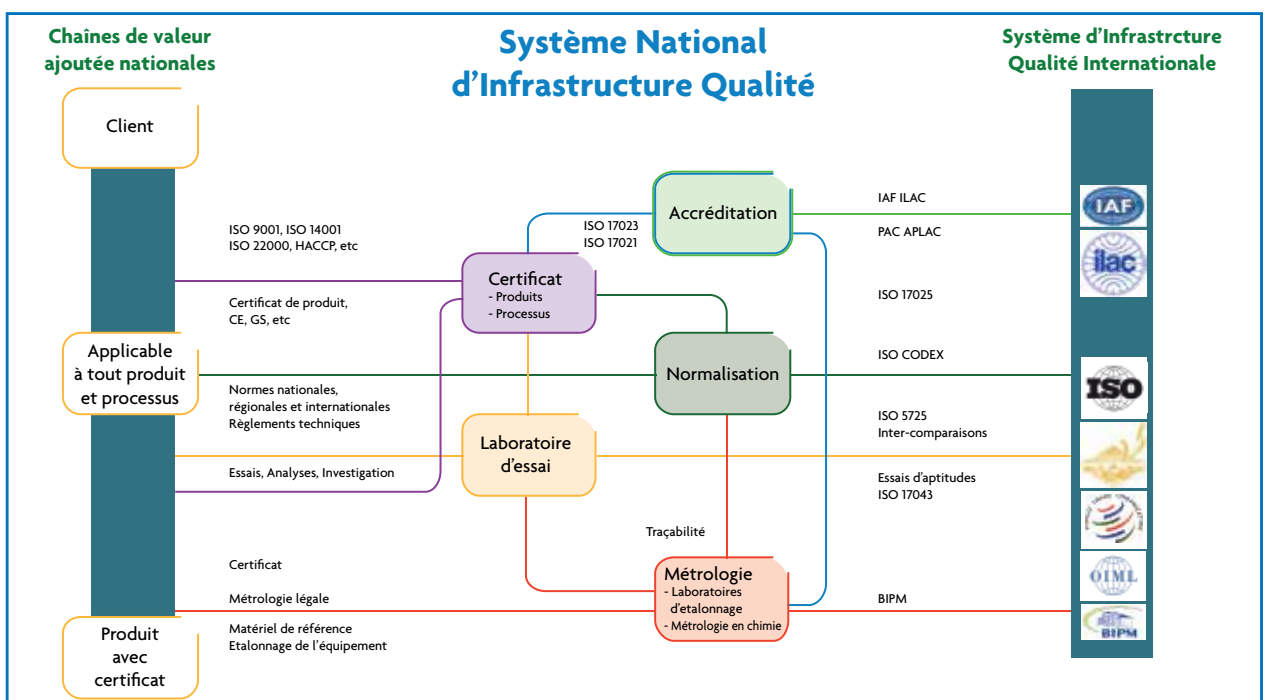 Chaînes de valeur
ajoutée nationales
Système National
d'Infrastructure Qualité
Système d'Infrastrcture
Qualité Internationale
Client
Applicable
à tout produit
et processus
Produit
avec
certificat
ISO 9001, ISO 14001
ISO 22000, HACCP, etc
Certificat de produit,
CE, GS, etc
Normes nationales,
régionales et internationales
Règlements techniques
Essais, Analyses, Investigation
Certificat
Métrologie légale
Matériel de référence
Etalonnage de l'équipement
Certificat
- Produits
- Processus
Laboratoire
d'essai
ISO 17023
ISO 17021
Accréditation
Normalisation
Traçabilité
Métrologie
- Laboratoires
d'etalonnage
- Métrologie en chimie
IAF ILAC
PAC APLAC
ISO 17025
ISO CODEX
ISO 5725
Inter-comparaisons
Essais d'aptitudes
ISO 17043
BIPM
IAF
ilac
ISO
OIML
BIPM